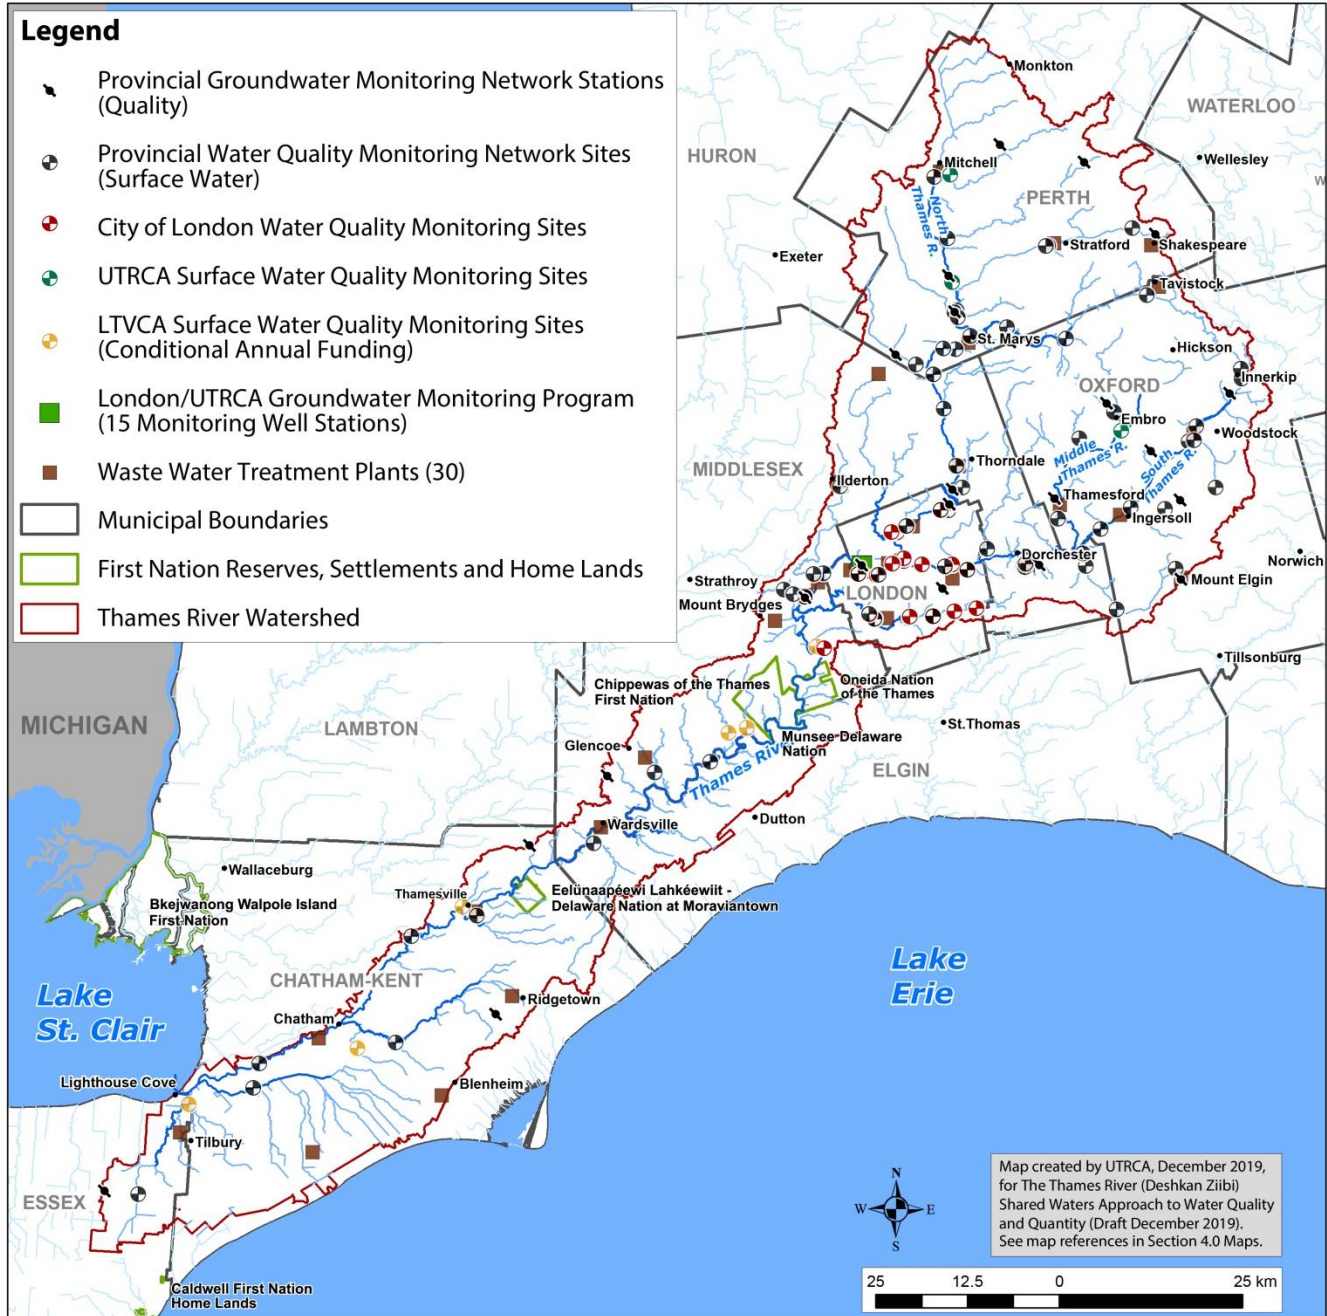 Legend
Provincial Groundwater Monitoring Network Stations
(Quality)
Provincial Water Quality Monitoring Network Sites
(Surface Water)
City of London Water Quality Monitoring Sites
UTRCA Surface Water Quality Monitoring Sites
LTVCA Surface Water Quality Monitoring Sites
(Conditional Annual Funding)
London/UTRCA Groundwater Monitoring Program
(15 Monitoring Well Stations)
Waste Water Treatment Plants (30)
Municipal Boundaries
First Nation Reserves, Settlements and Home Lands
Thames River Watershed
Monkton
WATERLOO
HURON
Mitchell
Wellesley
W
PERTH
North
Thames R.
Stratford
Shakespeare
Exeter
Tavistock
St. Marys
Hickson
OXFORD
Innerkip
Embro
Woodstock
Middle
Thames R.
South
Thames R.
MIDDLESEX
Thorndale
Ilderton
Thamesford
Ingersoll
Dorchester
Norwich
Strathroy
LONDON
Mount Elgin
Mount Brydges
Tillsonburg
Chippewas of the Thames
First Nation
Oneida Nation
of the Thames
MICHIGAN
LAMBTON
St.Thomas
Glencoe
Munsee Delaware
Nation
ELGIN
Thames River
Wardsville
Dutton
Wallaceburg
Thamesville
Eelünaapéewi Lahkéewiit -
Delaware Nation at Moraviantown
Bkejwanong Walpole Island
First Nation
Lake
Erie
CHATHAM-KENT
Lake
St. Clair
Ridgetown
Chatham
Lighthouse Cove
Blenheim
Tilbury
ESSEX
Caldwell First Nation
Home Lands
N
W
E
S
Map created by UTRCA, December 2019,
for The Thames River (Deshkan Ziibi)
Shared Waters Approach to Water Quality
and Quantity (Draft December 2019).
See map references in Section 4.0 Maps.
25 12.5 0 25 km